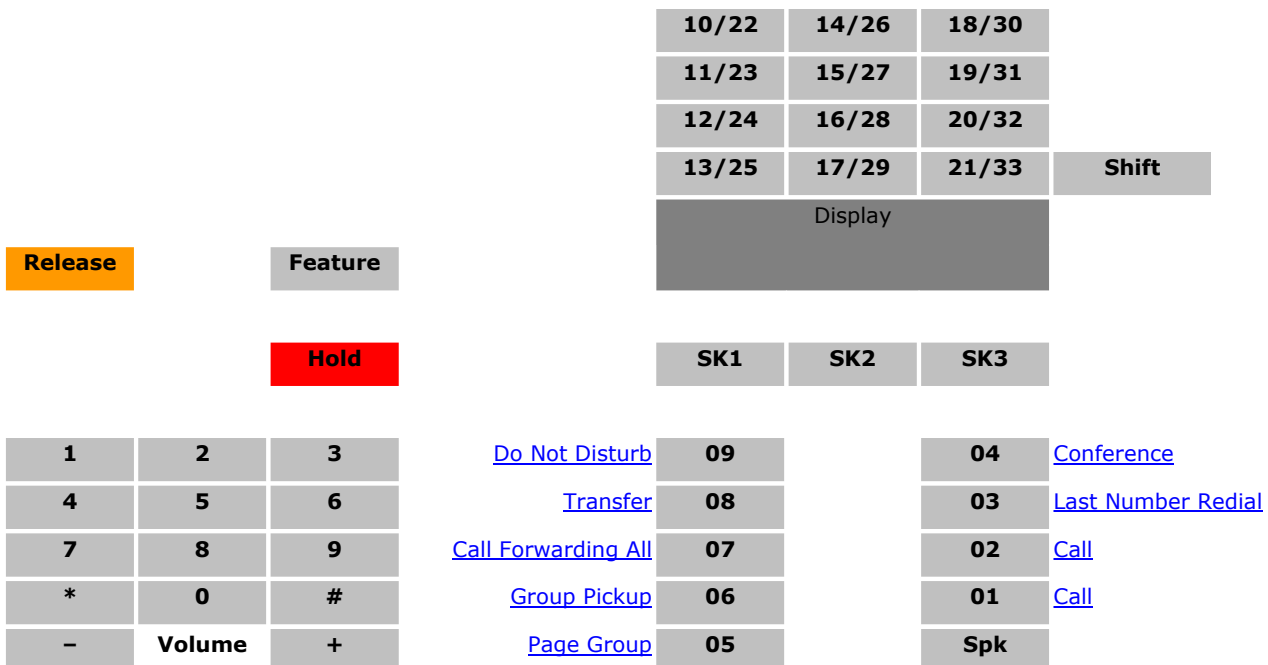 10/22 14/26 18/30
11/23 15/27 19/31
12/24 16/28 20/32
13/25 17/29 21/33 Shift
Display
Release Feature
Hold SK1 SK2 SK3
1 2 3 Do Not Disturb 09 04 Conference
4 5 6 Transfer 08 03 Last Number Redial
7 8 9 Call Forwarding All 07 02 Call
* 0 # Group Pickup 06 01 Call
– Volume + Page Group 05 Spk